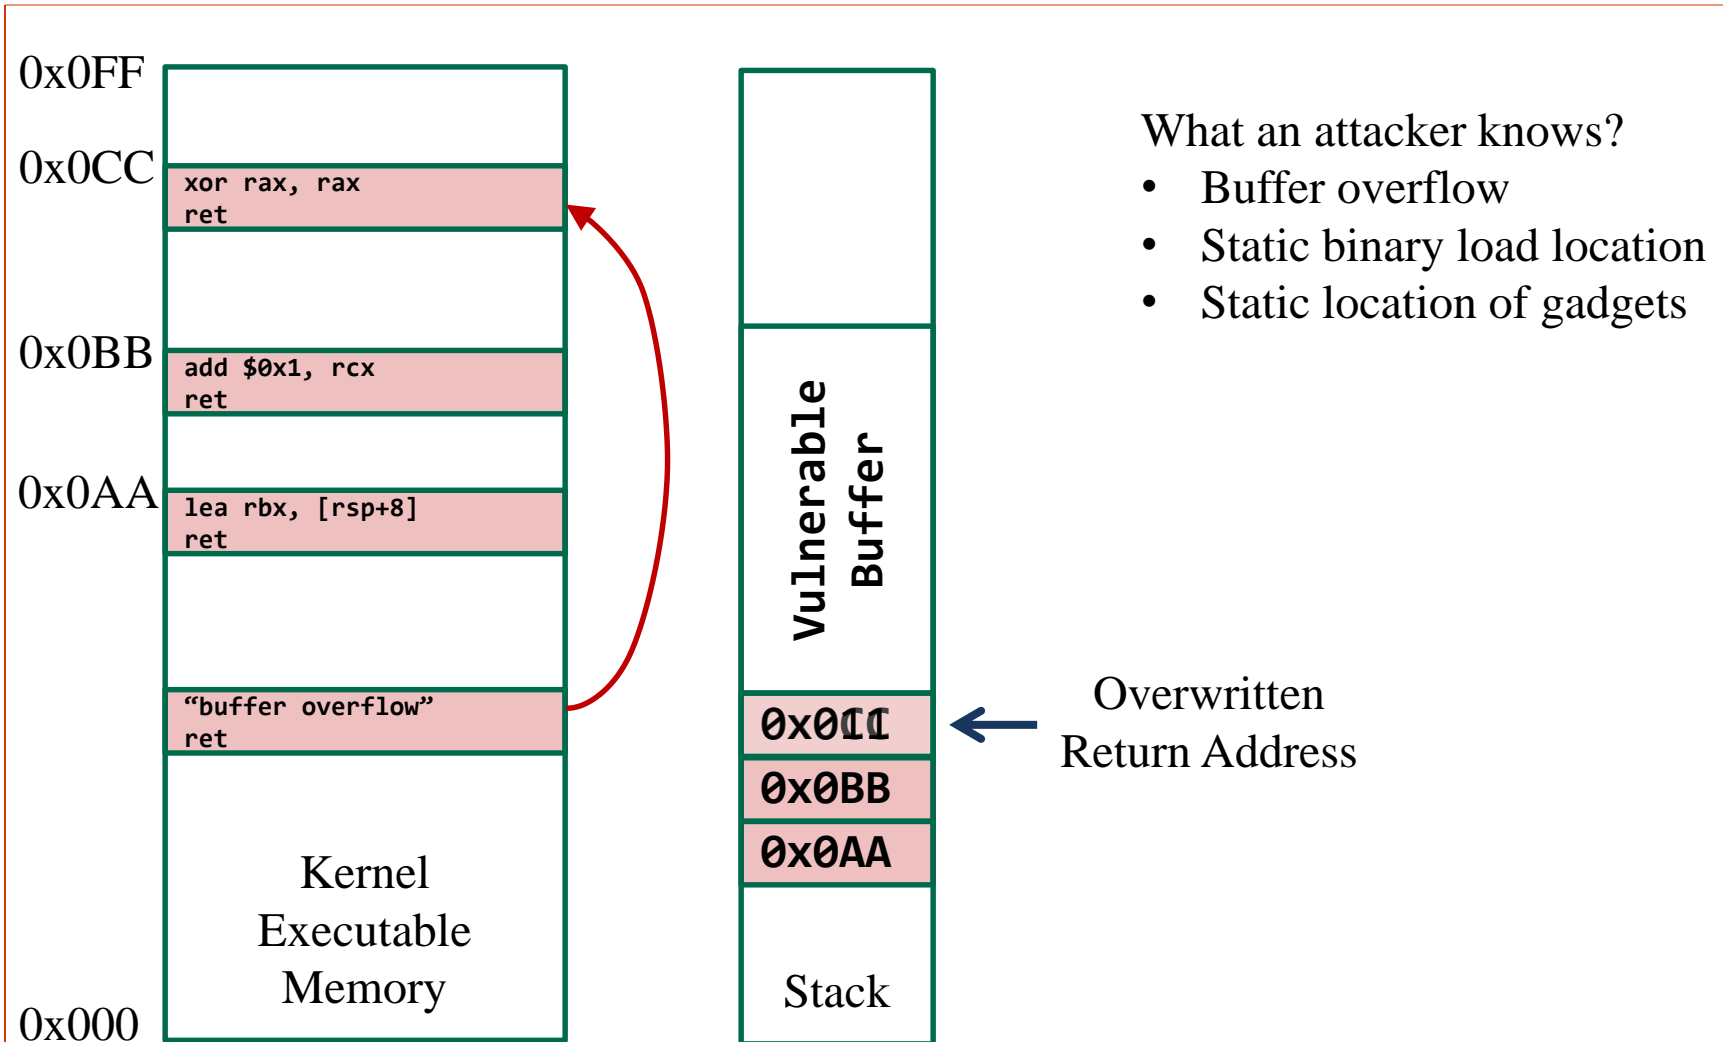 0x0FF
0x0CC
xor rax, rax
ret
0x0BB
add $0x1, rcx
ret
0x0AA
lea rbx, [rsp+8]
ret
“buffer overflow”
ret
Kernel
Executable
Memory
0x000
Vulnerable
Buffer
0x0CC
0x0BB
0x0AA
Stack
What an attacker knows?
• Buffer overflow
• Static binary load location
• Static location of gadgets
Overwritten
Return Address